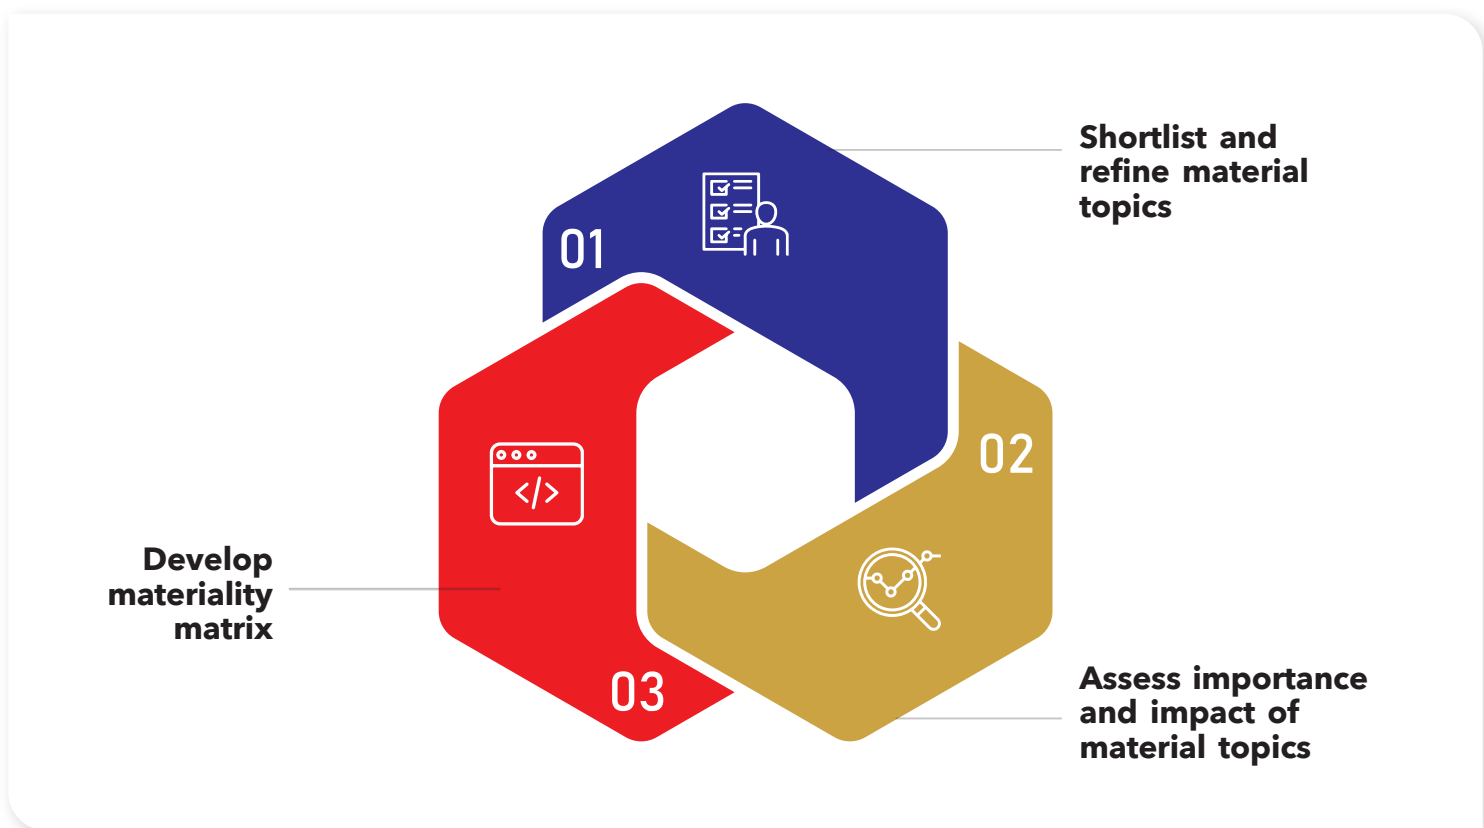 01
Shortlist and
refine material
topics
02
Assess importance
and impact of
material topics
03
Develop
materiality
matrix
</>